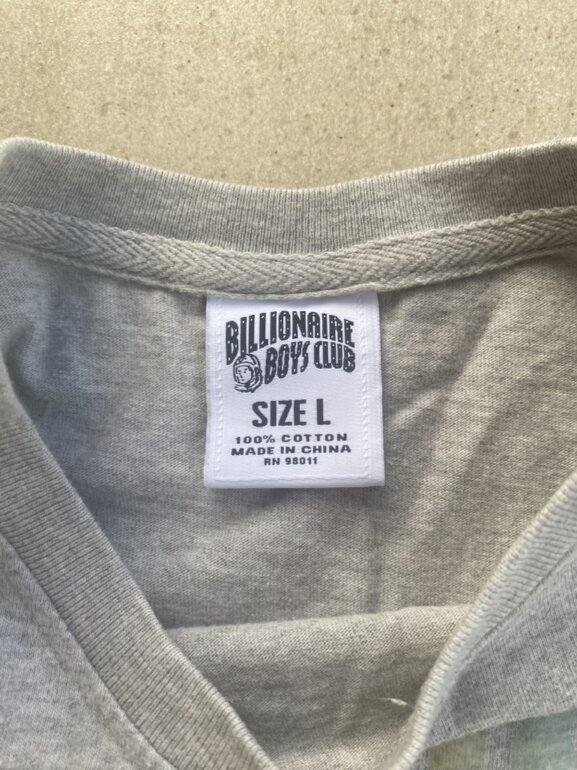 BILLIONAIRE
BOYS CLUB
SIZE L
100% COTTON
MADE IN CHINA
RN 98011